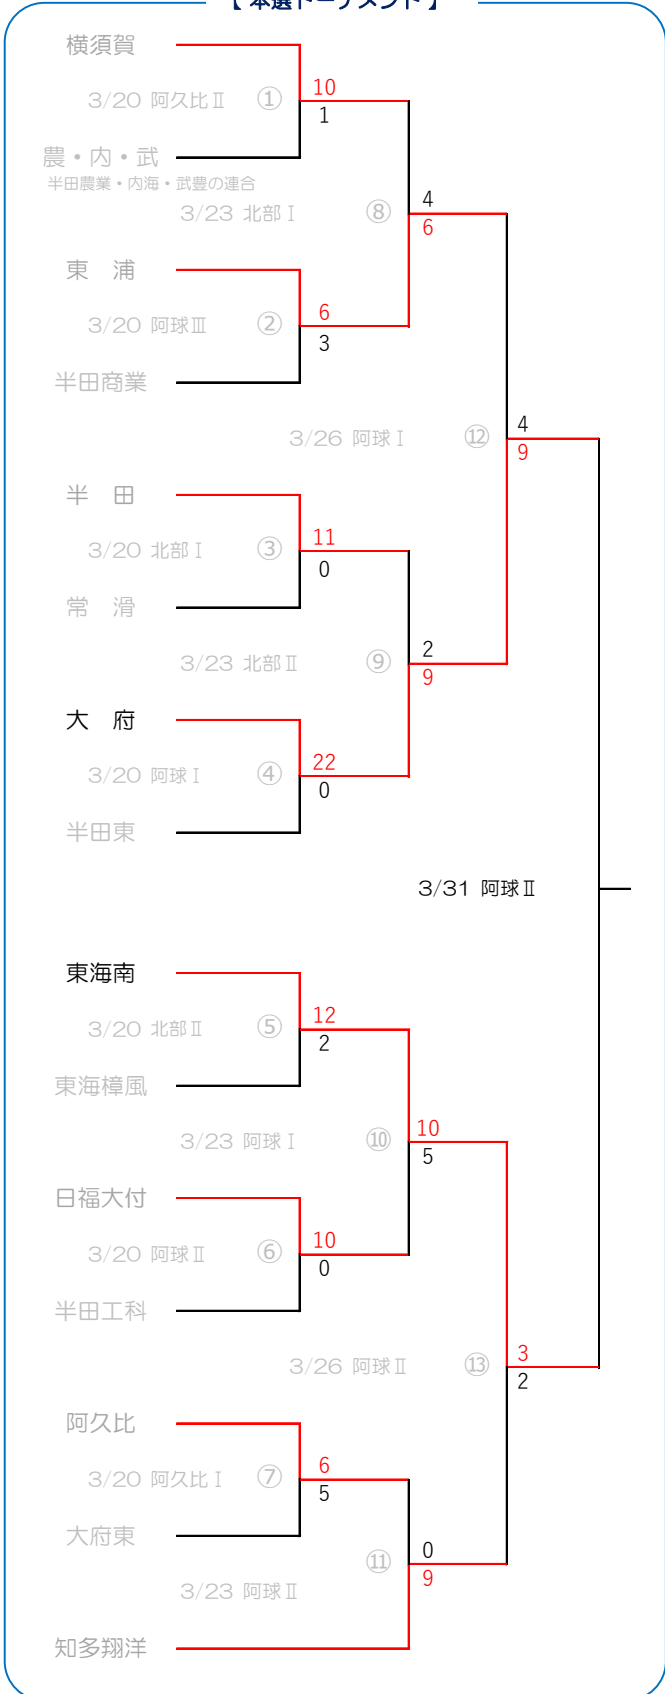 【 本選トーナメント 】
横須賀
3/20 阿久比Ⅱ ① 10
1
農・内・武
半田農業・内海・武豊の連合
3/23 北部Ⅰ ⑧ 4
6
東　浦
3/20 阿球Ⅲ ② 6
3
半田商業
3/26 阿球Ⅰ ⑫ 4
9
半　田
3/20 北部Ⅰ ③ 11
0
常　滑
3/23 北部Ⅱ ⑨ 2
9
大　府
3/20 阿球Ⅰ ④ 22
0
半田東
3/31 阿球Ⅱ
東海南
3/20 北部Ⅱ ⑤ 12
2
東海樟風
3/23 阿球Ⅰ ⑩ 10
5
日福大付
3/20 阿球Ⅱ ⑥ 10
0
半田工科
3/26 阿球Ⅱ ⑬ 3
2
阿久比
3/20 阿久比Ⅰ ⑦ 6
5
大府東
3/23 阿球Ⅱ ⑪ 0
9
知多翔洋